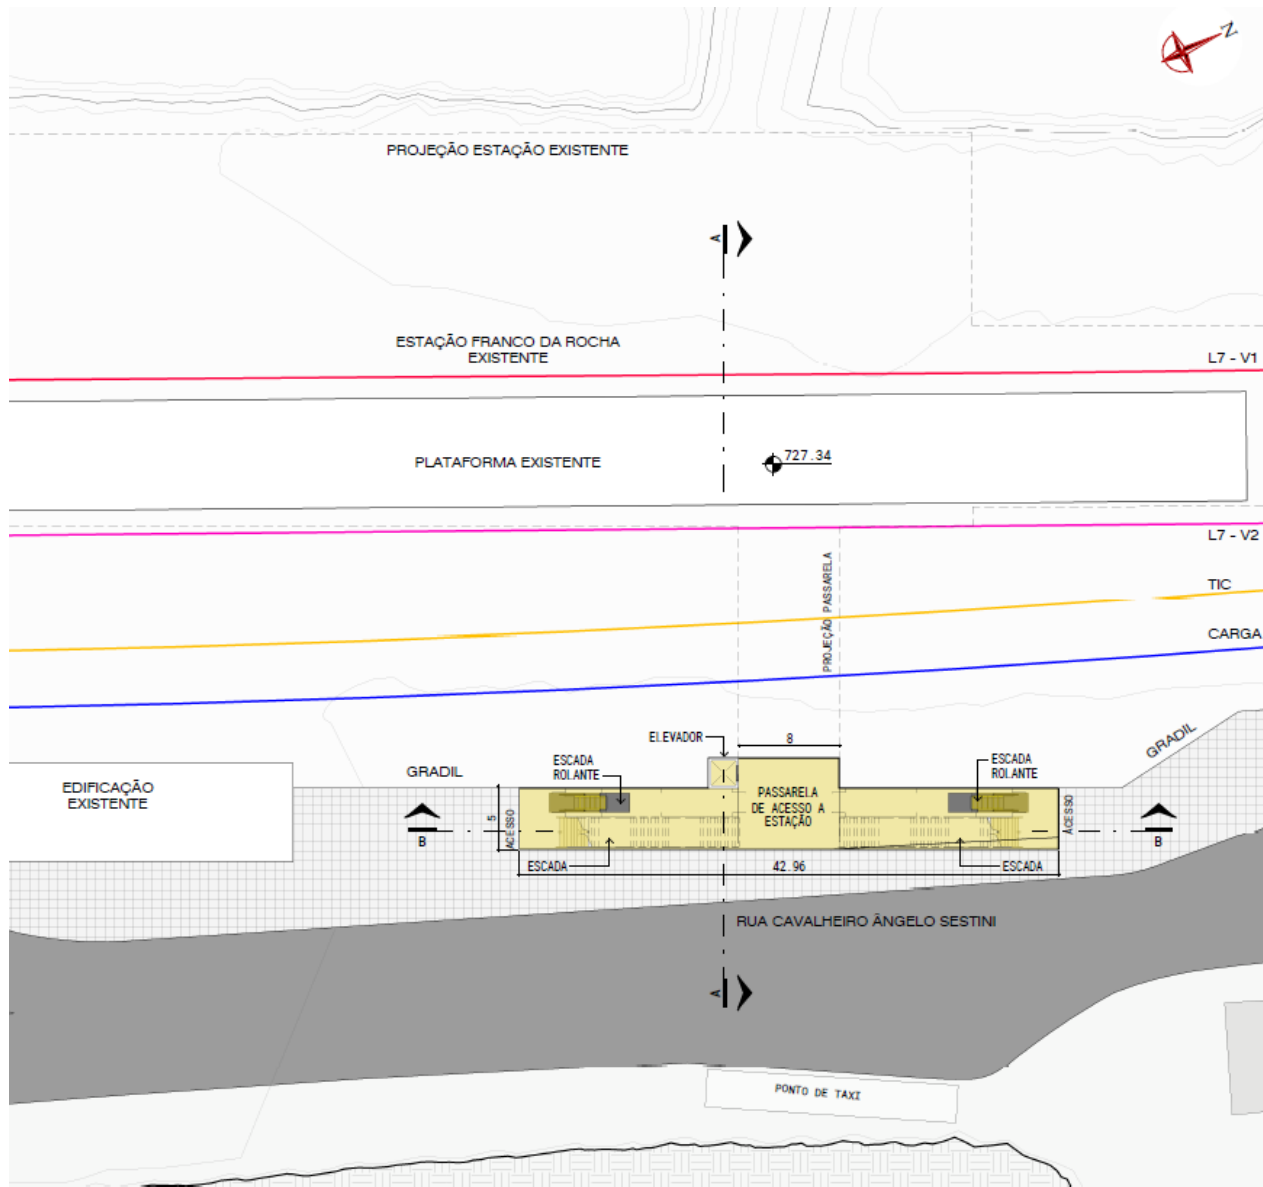 N
PROJEÇÃO ESTAÇÃO EXISTENTE
A
ESTAÇÃO FRANCO DA ROCHA
EXISTENTE
L7 - V1
PLATAFORMA EXISTENTE
727.34
L7 - V2
TIC
PROJEÇÃO PASSARELA
CARGA
GRADIL
ELEVADOR
8
ESCADA
ROLANTE
ESCADA
ROLANTE
GRADIL
EDIFICAÇÃO
EXISTENTE
PASSARELA
DE ACESSO A
ESTAÇÃO
5
ACESSO
ACESSO
B
B
ESCADA
42.96
ESCADA
RUA CAVALHEIRO ÂNGELO SESTINI
A
PONTO DE TAXI